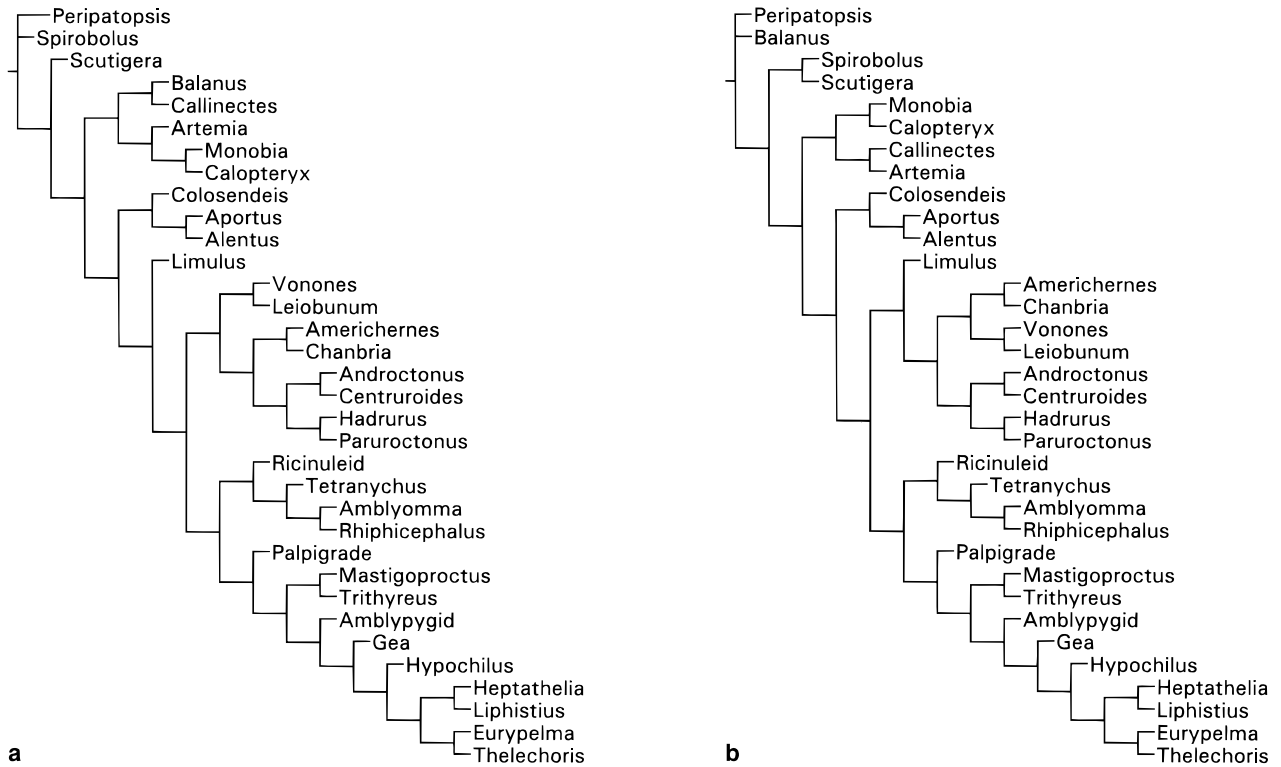 Peripatopsis
Spirobolus
Scutigera
Balanus
Callinectes
Artemia
Monobia
Calopteryx
Colosendeis
Aportus
Alentus
Limulus
Vonones
Leiobunum
Americhernes
Chanbria
Androctonus
Centruroides
Hadrurus
Paruroctonus
Ricinuleid
Tetranychus
Amblyomma
Rhiphicephalus
Palpigrade
Mastigoproctus
Trithyreus
Amblypygid
Gea
Hypochilus
Heptathelia
Liphistius
Eurypelma
Thelechoris
a
Peripatopsis
Balanus
Spirobolus
Scutigera
Monobia
Calopteryx
Callinectes
Artemia
Colosendeis
Aportus
Alentus
Limulus
Americhernes
Chanbria
Vonones
Leiobunum
Androctonus
Centruroides
Hadrurus
Paruroctonus
Ricinuleid
Tetranychus
Amblyomma
Rhiphicephalus
Palpigrade
Mastigoproctus
Trithyreus
Amblypygid
Gea
Hypochilus
Heptathelia
Liphistius
Eurypelma
Thelechoris
b